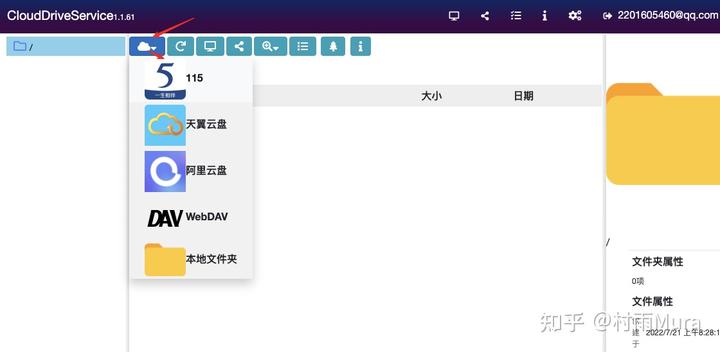 CloudDriveService1.1.61
2201605460@qq.com
/
5
一生相伴
115
大小
日期
天翼云盘
阿里云盘
DAV WebDAV
本地文件夹
/
文件夹属性
0项
文件属性
建 2022/7/21 上午8:28:1
于
知乎 @村雨Mura